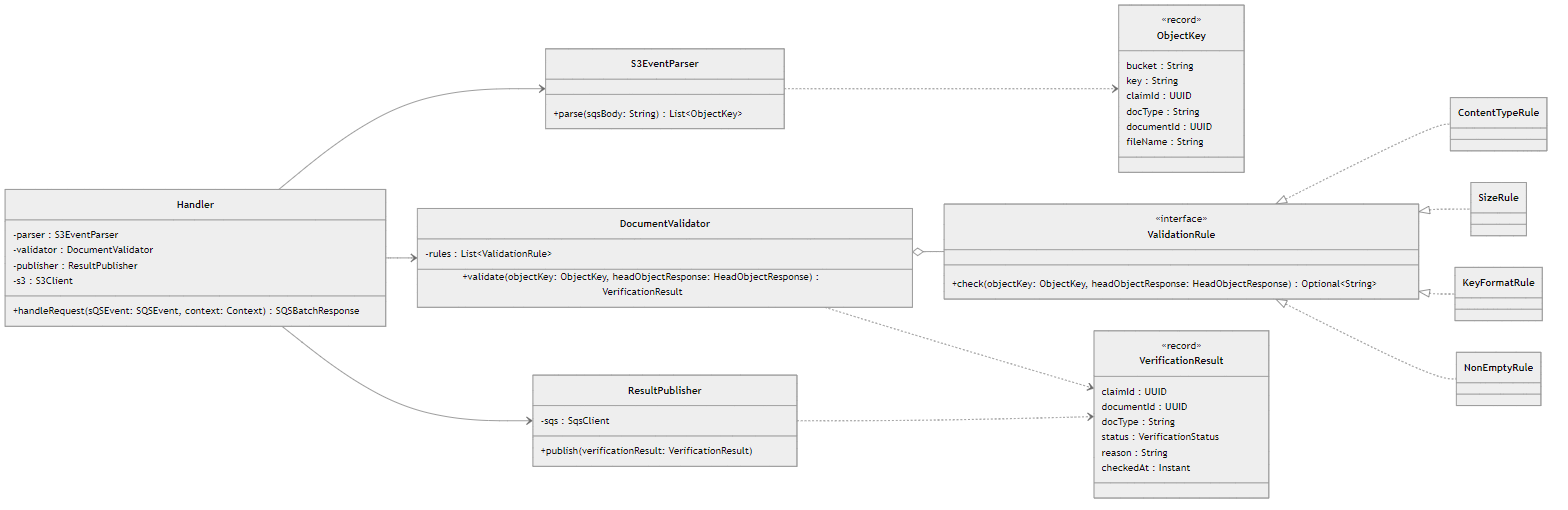 Handler
-parser : S3EventParser
-validator : DocumentValidator
-publisher : ResultPublisher
-s3 : S3Client
+handleRequest(sQSEvent: SQSEvent, context: Context) : SQSBatchResponse
S3EventParser
+parse(sqsBody: String) : List<ObjectKey>
DocumentValidator
-rules : List<ValidationRule>
+validate(objectKey: ObjectKey, headObjectResponse: HeadObjectResponse) :
VerificationResult
ResultPublisher
-sqs : SqsClient
+publish(verificationResult: VerificationResult)
«record»
ObjectKey
bucket : String
key : String
claimId : UUID
docType : String
documentId : UUID
fileName : String
«interface»
ValidationRule
+check(objectKey: ObjectKey, headObjectResponse: HeadObjectResponse) : Optional<String>
«record»
VerificationResult
claimId : UUID
documentId : UUID
docType : String
status : VerificationStatus
reason : String
checkedAt : Instant
ContentTypeRule
SizeRule
KeyFormatRule
NonEmptyRule